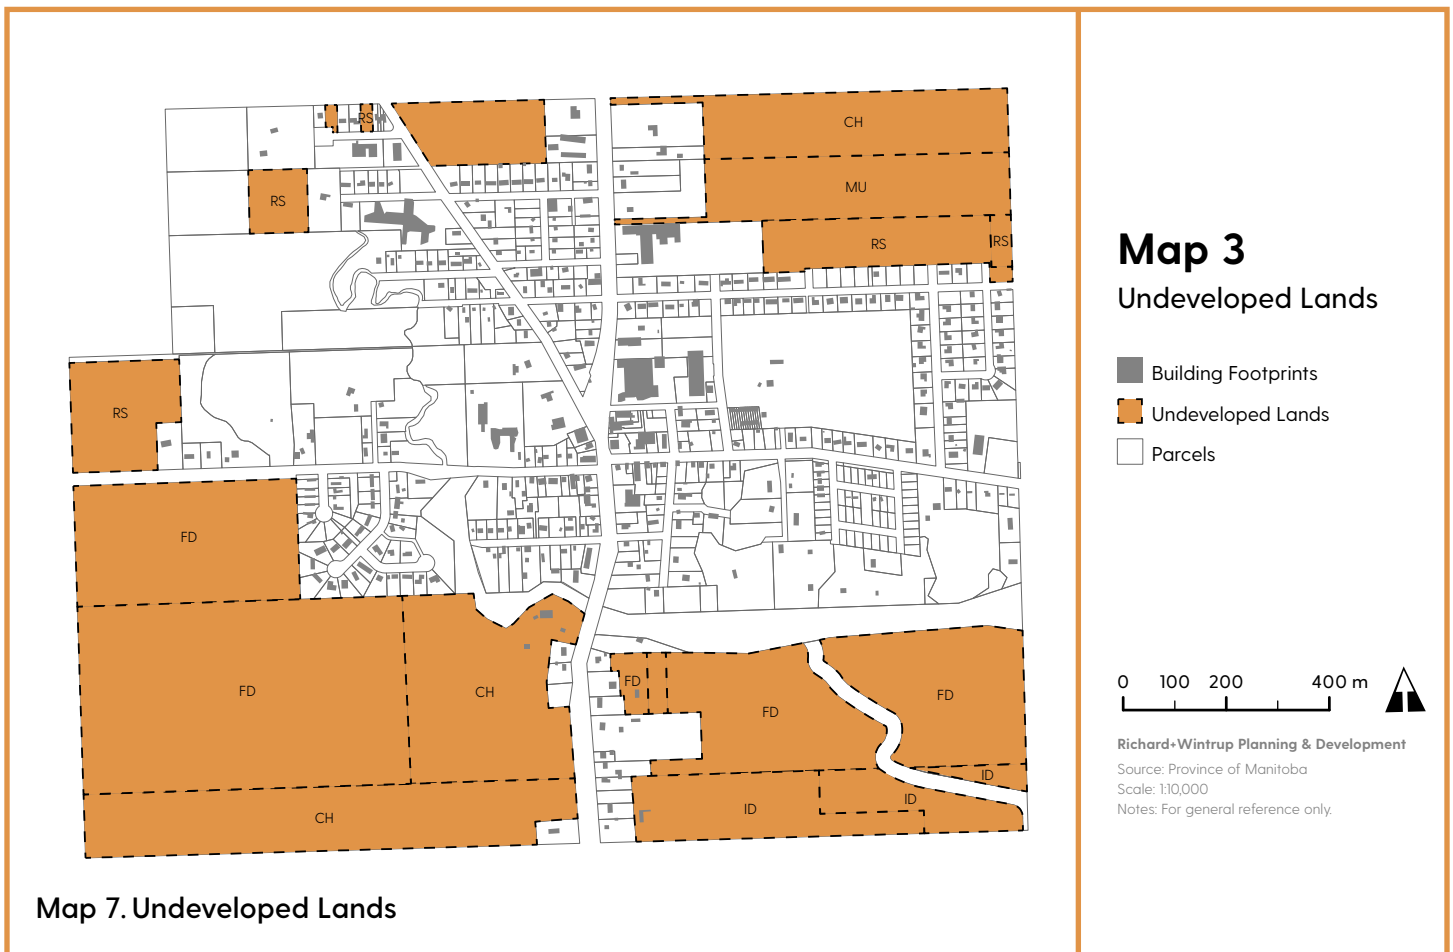 RS
CH
MU
RS
RS
RS
RS
FD
FD
CH
CH
FD
FD
FD
ID
ID
ID
Map 7. Undeveloped Lands
Map 3
Undeveloped Lands
Building Footprints
Undeveloped Lands
Parcels
0 100 200 400 m
Richard+Wintrup Planning & Development
Source: Province of Manitoba
Scale: 1:10,000
Notes: For general reference only.